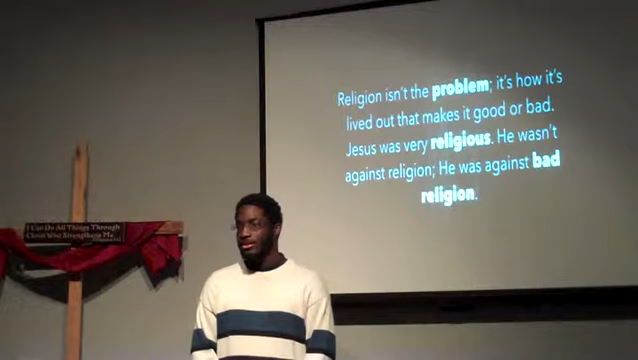 Religion isn't the problem; it's how it's
lived out that makes it good or bad.
Jesus was very religious. He wasn't
against religion; He was against bad
religion.
I Can Do All Things Through
Christ Who Strengthens Me